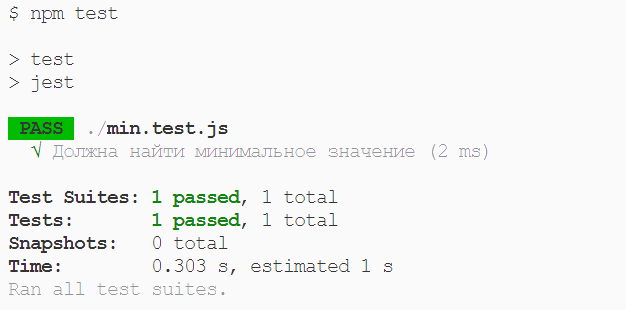 $ npm test
> test
> jest
PASS ./min.test.js
√ Должна найти минимальное значение (2 ms)
Test Suites: 1 passed, 1 total
Tests: 1 passed, 1 total
Snapshots: 0 total
Time: 0.303 s, estimated 1 s
Ran all test suites.